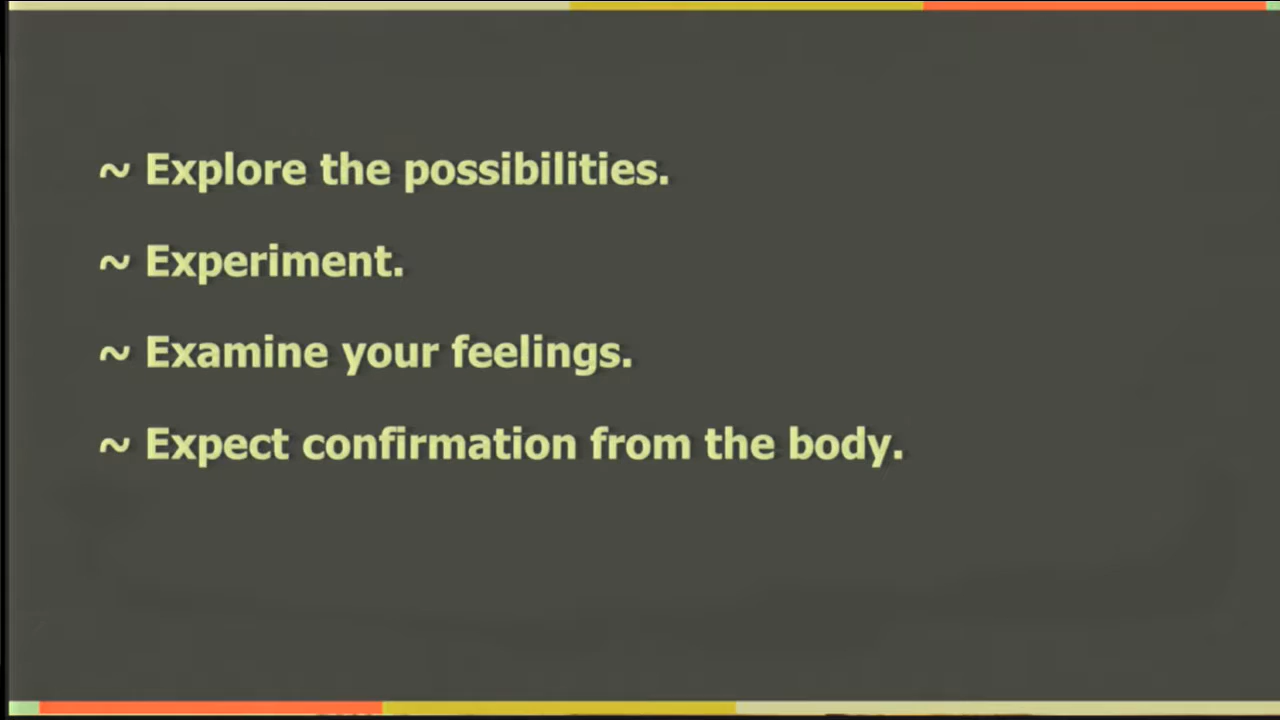 ~ Explore the possibilities.
~ Experiment.
~ Examine your feelings.
~ Expect confirmation from the body.